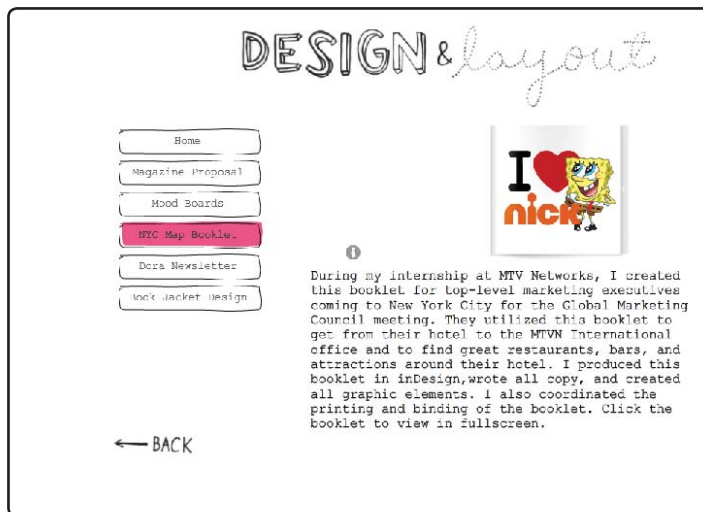 DESIGN & layout
Home
Magazine Proposal
Mood Boards
NYC Map Booklet
Dora Newsletter
Book Jacket Design
I
nick
During my internship at MTV Networks, I created
this booklet for top-level marketing executives
coming to New York City for the Global Marketing
Council meeting. They utilized this booklet to
get from their hotel to the MTVN International
office and to find great restaurants, bars, and
attractions around their hotel. I produced this
booklet in inDesign,wrote all copy, and created
all graphic elements. I also coordinated the
printing and binding of the booklet. Click the
booklet to view in fullscreen.
BACK